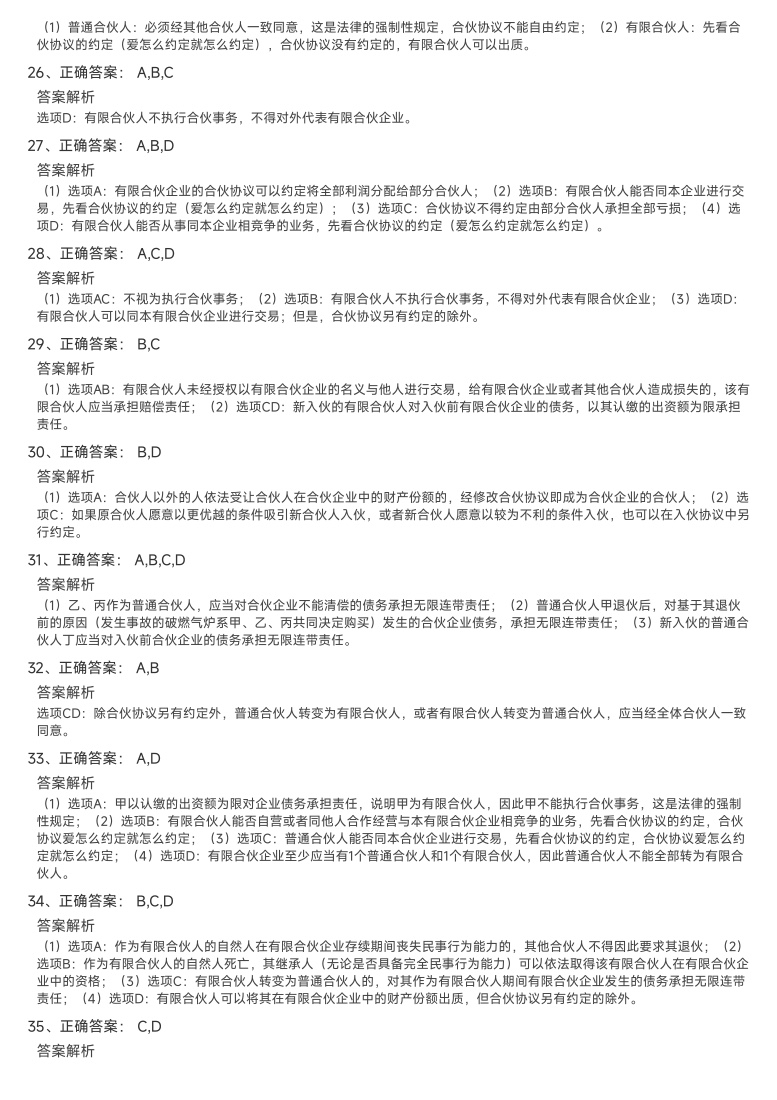 （1）普通合伙人：必须经其他合伙人一致同意，这是法律的强制性规定，合伙协议不能自由约定；（2）有限合伙人：先看合
伙协议的约定（爱怎么约定就怎么约定），合伙协议没有约定的，有限合伙人可以出质。
26、正确答案： A,B,C
答案解析
选项D：有限合伙人不执行合伙事务，不得对外代表有限合伙企业。
27、正确答案： A,B,D
答案解析
（1）选项A：有限合伙企业的合伙协议可以约定将全部利润分配给部分合伙人；（2）选项B：有限合伙人能否同本企业进行交
易，先看合伙协议的约定（爱怎么约定就怎么约定）；（3）选项C：合伙协议不得约定由部分合伙人承担全部亏损；（4）选
项D：有限合伙人能否从事同本企业相竞争的业务，先看合伙协议的约定（爱怎么约定就怎么约定）。
28、正确答案： A,C,D
答案解析
（1）选项AC：不视为执行合伙事务；（2）选项B：有限合伙人不执行合伙事务，不得对外代表有限合伙企业；（3）选项D：
有限合伙人可以同本有限合伙企业进行交易；但是，合伙协议另有约定的除外。
29、正确答案： B,C
答案解析
（1）选项AB：有限合伙人未经授权以有限合伙企业的名义与他人进行交易，给有限合伙企业或者其他合伙人造成损失的，该有
限合伙人应当承担赔偿责任；（2）选项CD：新入伙的有限合伙人对入伙前有限合伙企业的债务，以其认缴的出资额为限承担
责任。
30、正确答案： B,D
答案解析
（1）选项A：合伙人以外的人依法受让合伙人在合伙企业中的财产份额的，经修改合伙协议即成为合伙企业的合伙人；（2）选
项C：如果原合伙人愿意以更优越的条件吸引新合伙人入伙，或者新合伙人愿意以较为不利的条件入伙，也可以在入伙协议中另
行约定。
31、正确答案： A,B,C,D
答案解析
（1）乙、丙作为普通合伙人，应当对合伙企业不能清偿的债务承担无限连带责任；（2）普通合伙人甲退伙后，对基于其退伙
前的原因（发生事故的破燃气炉系甲、乙、丙共同决定购买）发生的合伙企业债务，承担无限连带责任；（3）新入伙的普通合
伙人丁应当对入伙前合伙企业的债务承担无限连带责任。
32、正确答案： A,B
答案解析
选项CD：除合伙协议另有约定外，普通合伙人转变为有限合伙人，或者有限合伙人转变为普通合伙人，应当经全体合伙人一致
同意。
33、正确答案： A,D
答案解析
（1）选项A：甲以认缴的出资额为限对企业债务承担责任，说明甲为有限合伙人，因此甲不能执行合伙事务，这是法律的强制
性规定；（2）选项B：有限合伙人能否自营或者同他人合作经营与本有限合伙企业相竞争的业务，先看合伙协议的约定，合伙
协议爱怎么约定就怎么约定；（3）选项C：普通合伙人能否同本合伙企业进行交易，先看合伙协议的约定，合伙协议爱怎么约
定就怎么约定；（4）选项D：有限合伙企业至少应当有1个普通合伙人和1个有限合伙人，因此普通合伙人不能全部转为有限合
伙人。
34、正确答案： B,C,D
答案解析
（1）选项A：作为有限合伙人的自然人在有限合伙企业存续期间丧失民事行为能力的，其他合伙人不得因此要求其退伙；（2）
选项B：作为有限合伙人的自然人死亡，其继承人（无论是否具备完全民事行为能力）可以依法取得该有限合伙人在有限合伙企
业中的资格；（3）选项C：有限合伙人转变为普通合伙人的，对其作为有限合伙人期间有限合伙企业发生的债务承担无限连带
责任；（4）选项D：有限合伙人可以将其在有限合伙企业中的财产份额出质，但合伙协议另有约定的除外。
35、正确答案： C,D
答案解析